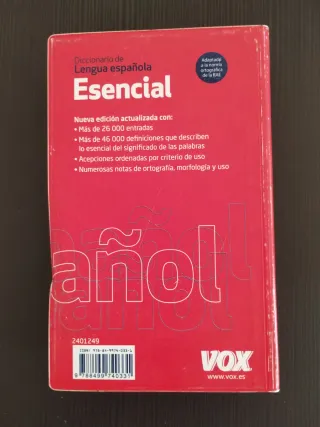 Diccionario de
Lengua española
Esencial
Adaptado
a la norma
ortográfica
de la RAE
Nueva edición actualizada con:
• Más de 26 000 entradas
• Más de 46 000 definiciones que describen
lo esencial del significado de las palabras
• Acepciones ordenadas por criterio de uso
• Numerosas notas de ortografía, morfología y uso
añol
2401249
VOX
www.vox.es